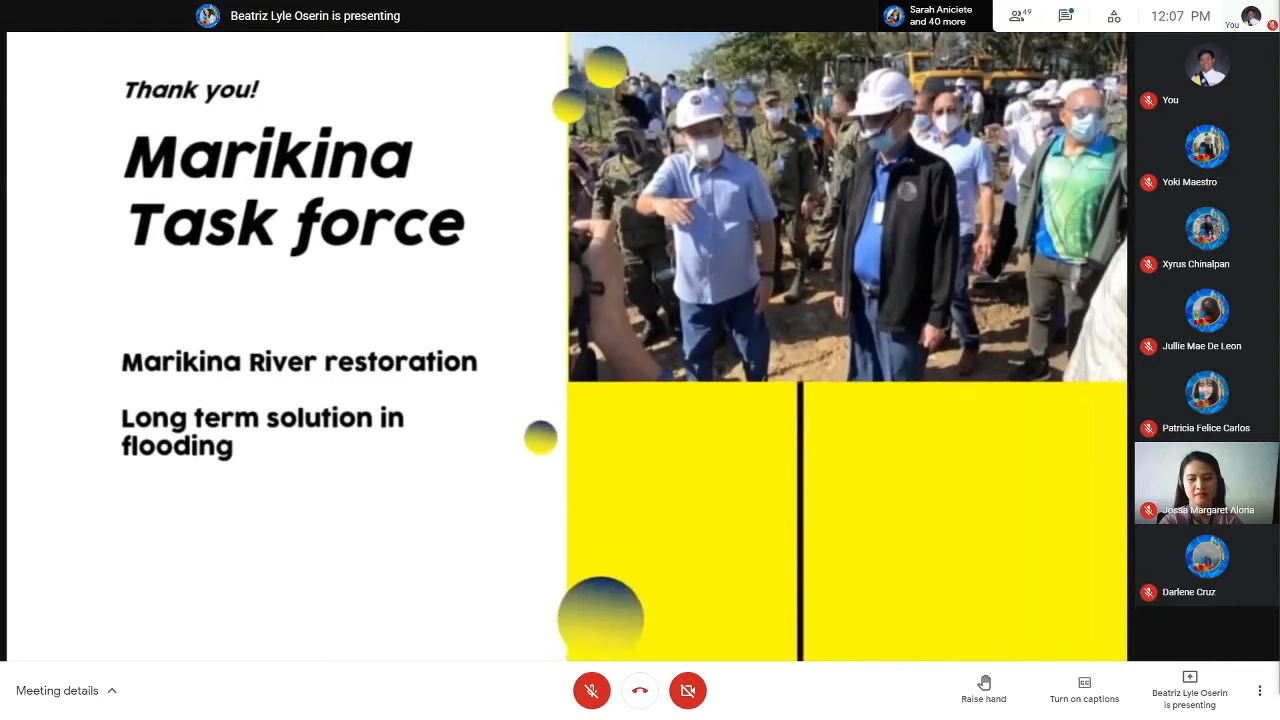 Beatriz Lyle Oserin is presenting
Sarah Aniciete
and 40 more
49
12:07 PM
You
Thank you!
Marikina
Task force
Marikina River restoration
Long term solution in
flooding
You
Yoki Maestro
Xyrus Chinalpan
Jullie Mae De Leon
Patricia Felice Carlos
Jossa Margaret Aloria
Darlene Cruz
Meeting details
Raise hand
Turn on captions
Beatriz Lyle Oserin
is presenting